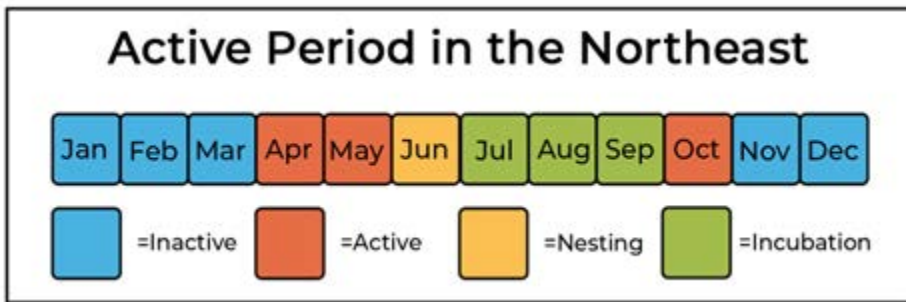 Active Period in the Northeast
Jan Feb Mar Apr May Jun Jul Aug Sep Oct Nov Dec
=Inactive =Active =Nesting =Incubation